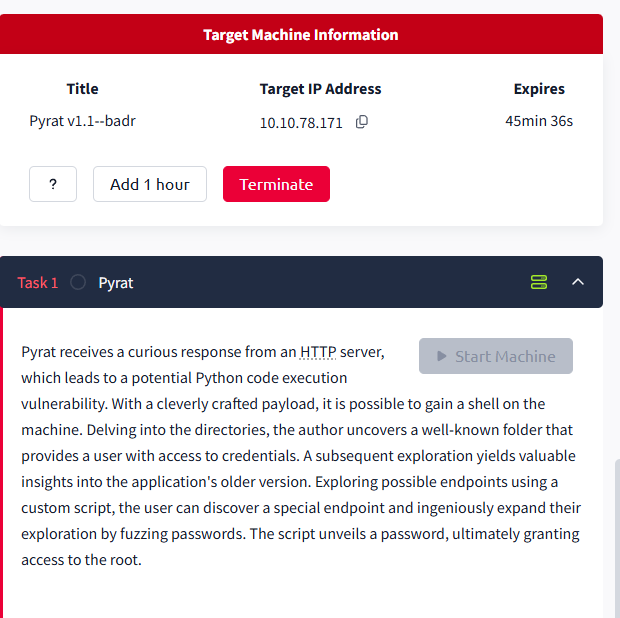 Target Machine Information
Title Target IP Address Expires
Pyrat v1.1--badr 10.10.78.171 45min 36s
? Add 1 hour Terminate
Task 1 Pyrat
Start Machine
Pyrat receives a curious response from an HTTP server,
which leads to a potential Python code execution
vulnerability. With a cleverly crafted payload, it is possible to gain a shell on the
machine. Delving into the directories, the author uncovers a well-known folder that
provides a user with access to credentials. A subsequent exploration yields valuable
insights into the application's older version. Exploring possible endpoints using a
custom script, the user can discover a special endpoint and ingeniously expand their
exploration by fuzzing passwords. The script unveils a password, ultimately granting
access to the root.